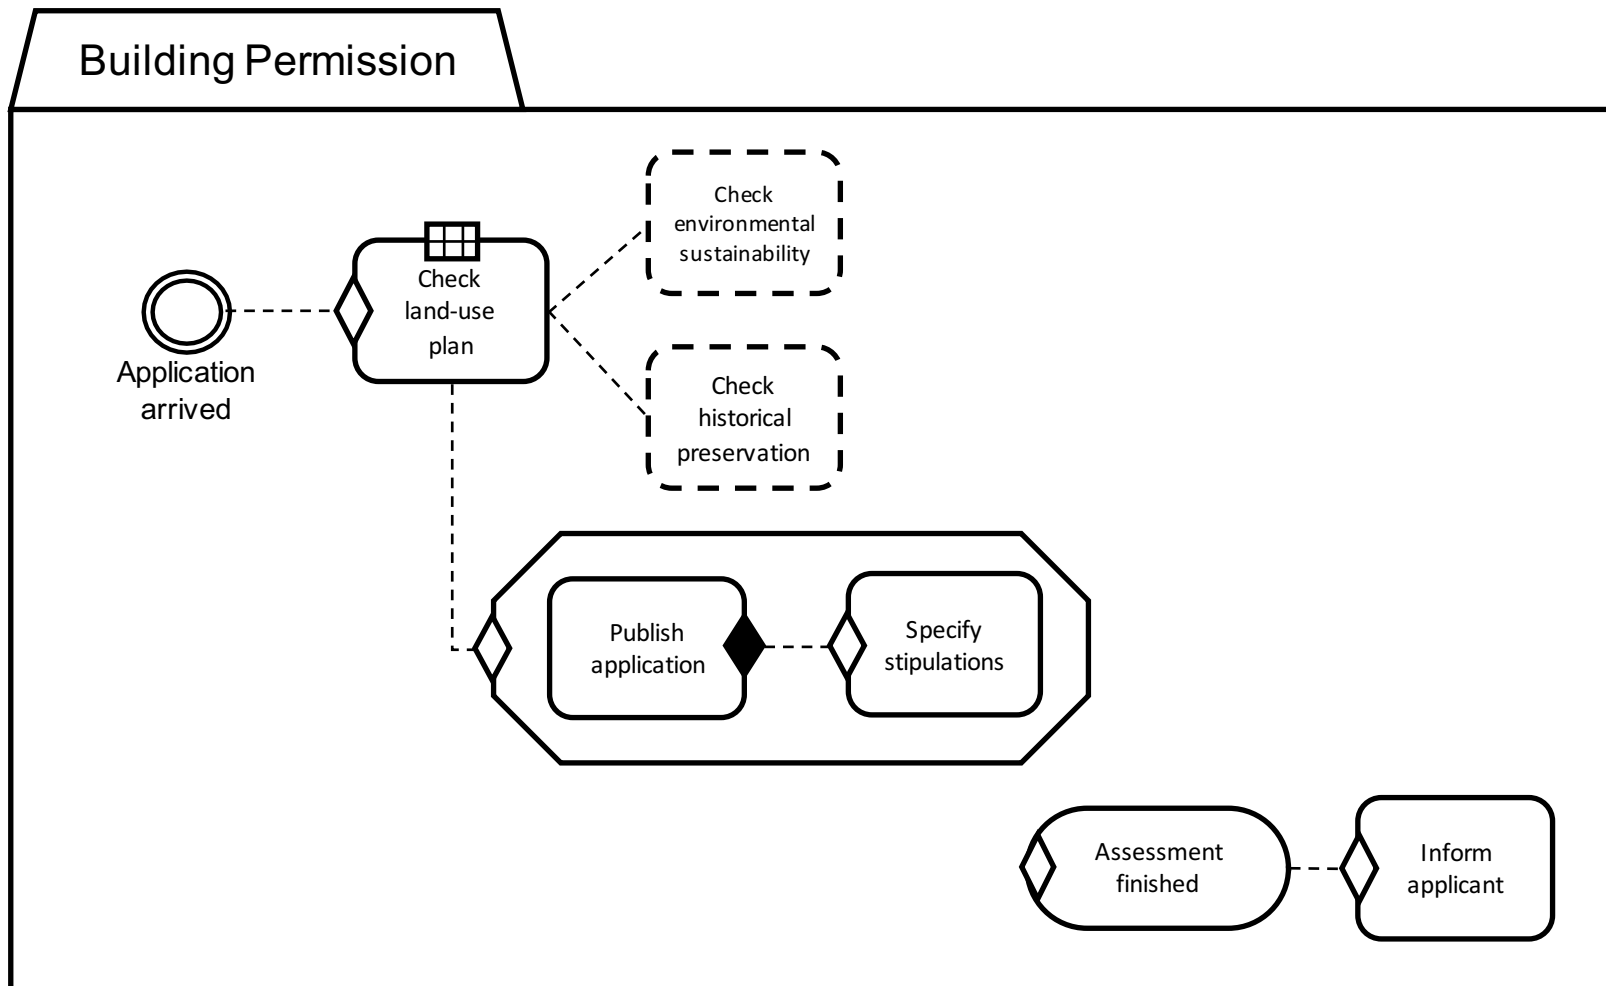 Building Permission
Check
environmental
sustainability
Check
land-use
plan
Application
arrived
Check
historical
preservation
Publish
application
Specify
stipulations
Assessment
finished
Inform
applicant